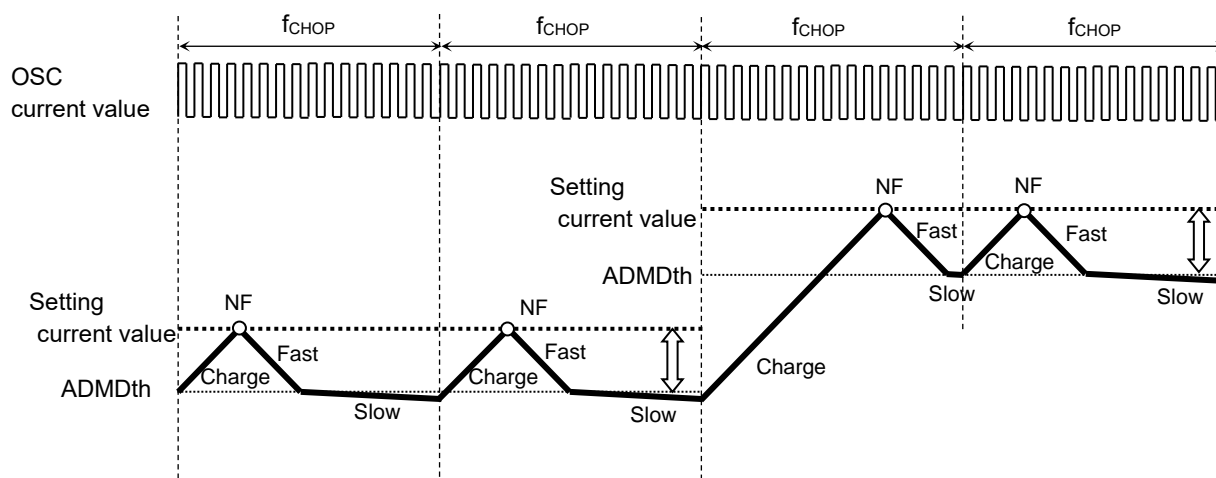 fCHOP fCHOP fCHOP fCHOP
OSC
current value
Setting
current value
NF NF
Fast Fast
ADMDth
Charge
Slow
Charge
Slow
Setting
current value
NF NF
Fast Fast
ADMDth
Charge
Slow Slow
Charge